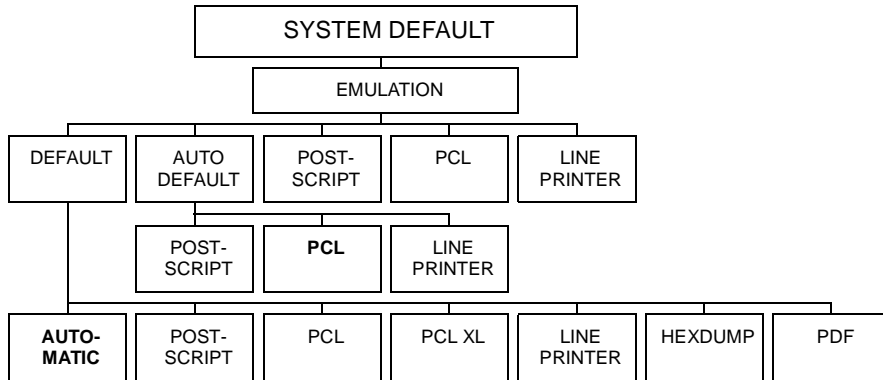 SYSTEM DEFAULT
EMULATION
DEFAULT
AUTO
DEFAULT
POST-
SCRIPT
PCL
LINE
PRINTER
POST-
SCRIPT
PCL
LINE
PRINTER
AUTO-
MATIC
POST-
SCRIPT
PCL
PCL XL
LINE
PRINTER
HEXDUMP
PDF